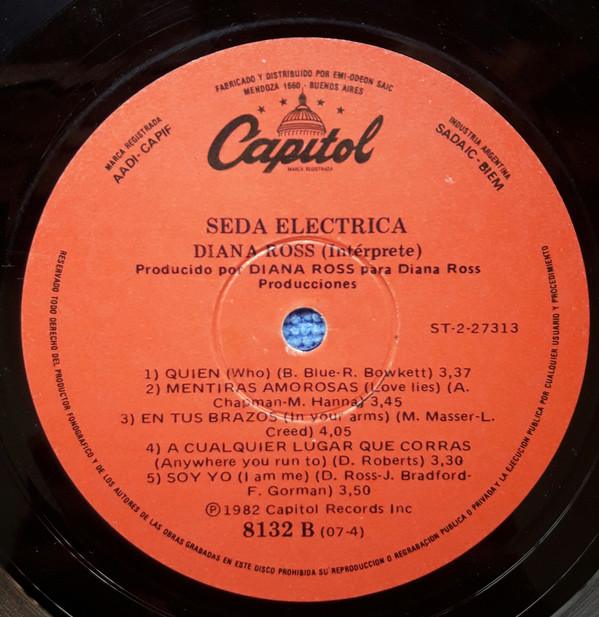 FABRICADO Y DISTRIBUIDO POR EMI-ODEON SAIC
MENDOZA 1660 - BUENOS AIRES
MARCA REGISTRADA
AADI-CAPIF
Capitol
MARCA REGISTRADA
INDUSTRIA ARGENTINA
SADAIC-BIEM
SEDA ELECTRICA
DIANA ROSS (Intérprete)
Producido por DIANA ROSS para Diana Ross
Producciones
ST-2-27313
1) QUIEN (Who) (B. Blue-R. Bowkett) 3,37
2) MENTIRAS AMOROSAS (Love lies) (A.
Chapman-M. Hanna) 3,45
3) EN TUS BRAZOS (In your arms) (M. Masser-L.
Creed) 4,05
4) A CUALQUIER LUGAR QUE CORRAS
(Anywhere you run to) (D. Roberts) 3,30
5) SOY YO (I am me) (D. Ross-J. Bradford-
F. Gorman) 3,50
Ⓟ1982 Capitol Records Inc
8132 B (07-4)
RESERVADO TODO DERECHO DEL PRODUCTOR FONOGRAFICO Y DE LOS AUTORES DE LAS OBRAS GRABADAS EN ESTE DISCO PROHIBIDA SU REPRODUCCION O REGRABACION PUBLICA O PRIVADA Y LA EJECUCION PUBLICA POR CUALQUIER USUARIO Y PROCEDIMIENTO